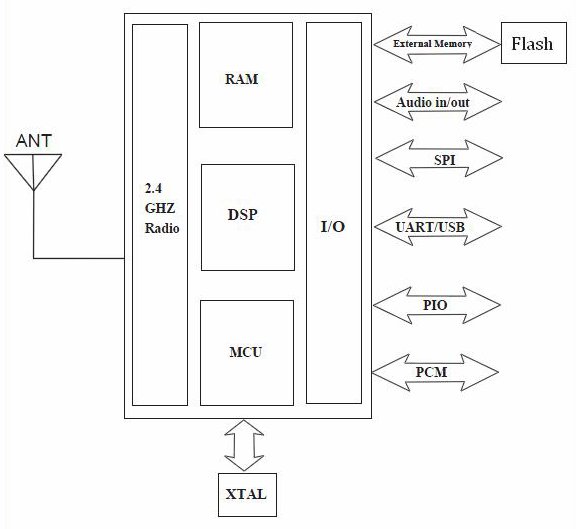 ANT
2.4
GHZ
Radio
RAM
DSP
MCU
I/O
External Memory
Flash
Audio in/out
SPI
UART/USB
PIO
PCM
XTAL